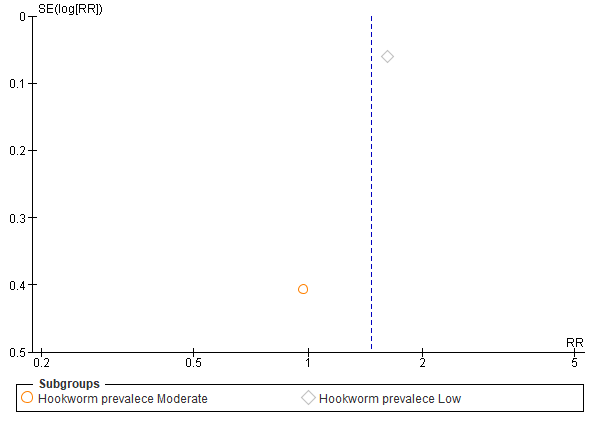 SE(log[RR])
0
0.1
0.2
0.3
0.4
0.5
RR
0.2
0.5
1
2
5
Subgroups
Hookworm prevalece Moderate
Hookworm prevalece Low